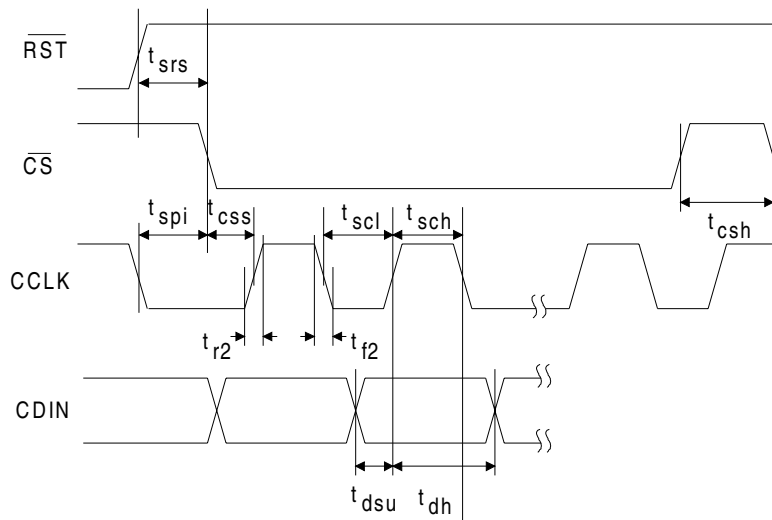 RST
t srs
CS
t spi
t css
t scl
t sch
t csh
CCLK
t r2
t f2
CDIN
t dsu
t dh